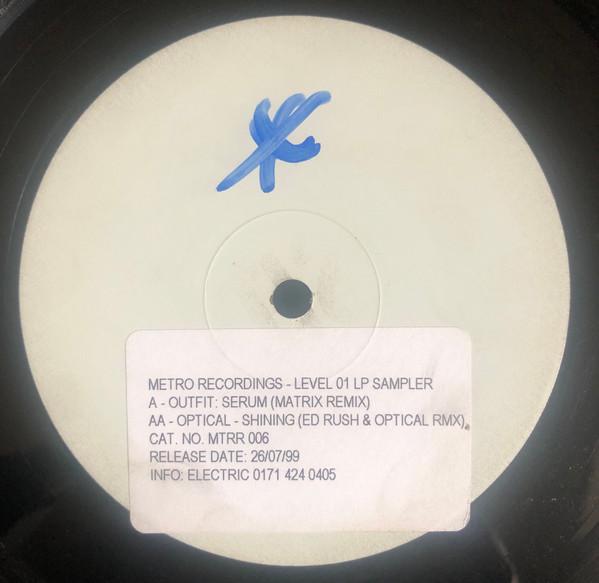 METRO RECORDINGS - LEVEL 01 LP SAMPLER
A - OUTFIT: SERUM (MATRIX REMIX)
AA - OPTICAL - SHINING (ED RUSH & OPTICAL RMX)
CAT. NO. MTRR 006
RELEASE DATE: 26/07/99
INFO: ELECTRIC 0171 424 0405